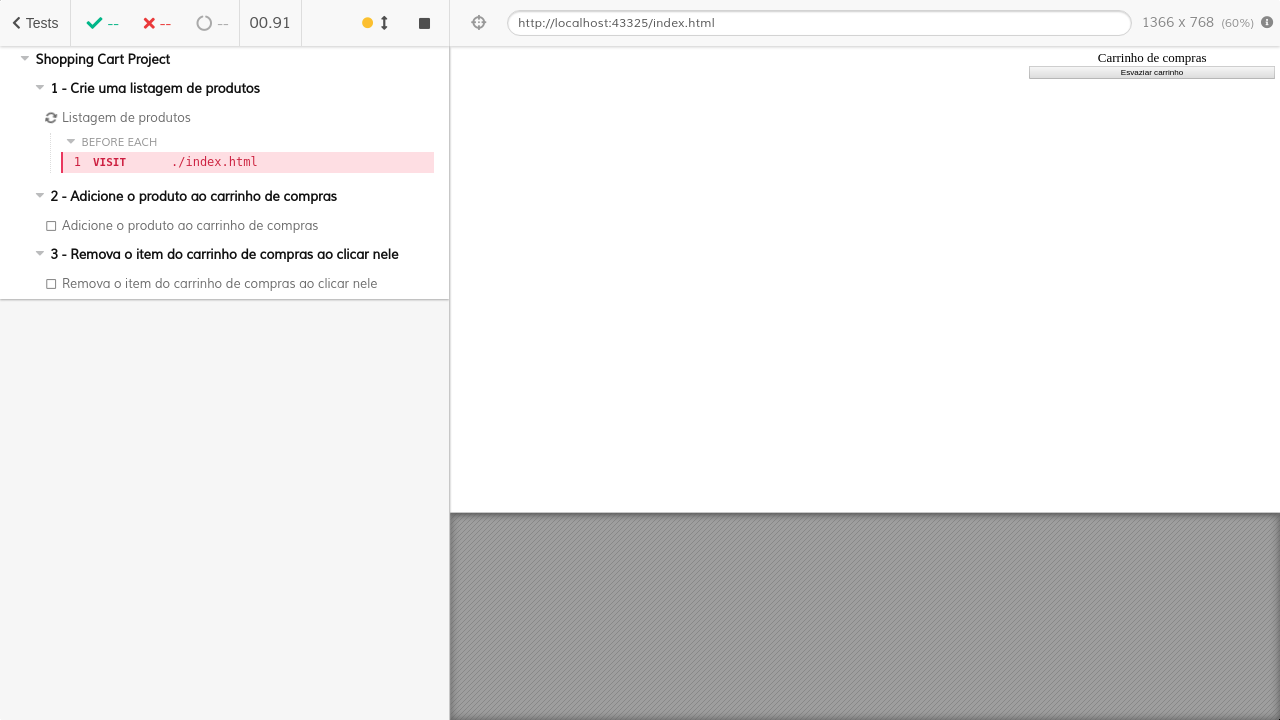 Tests
--
--
--
00.91
http://localhost:43325/index.html
1366 x 768 (60%)
Shopping Cart Project
1 - Crie uma listagem de produtos
Listagem de produtos
BEFORE EACH
1 VISIT ./index.html
2 - Adicione o produto ao carrinho de compras
Adicione o produto ao carrinho de compras
3 - Remova o item do carrinho de compras ao clicar nele
Remova o item do carrinho de compras ao clicar nele
Carrinho de compras
Esvaziar carrinho